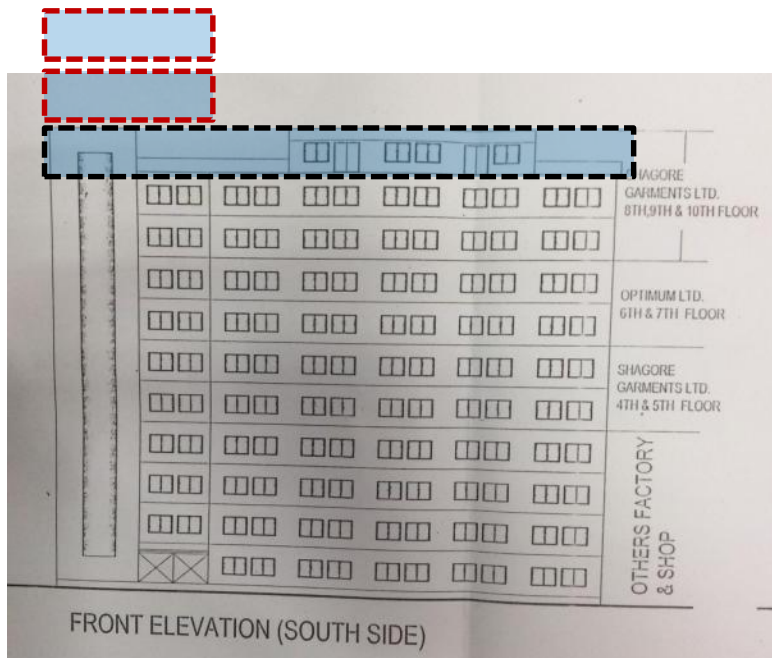 SHAGORE
GARMENTS LTD.
8TH,9TH & 10TH FLOOR
OPTIMUM LTD.
6TH & 7TH FLOOR
SHAGORE
GARMENTS LTD.
4TH & 5TH FLOOR
OTHERS FACTORY
& SHOP
FRONT ELEVATION (SOUTH SIDE)